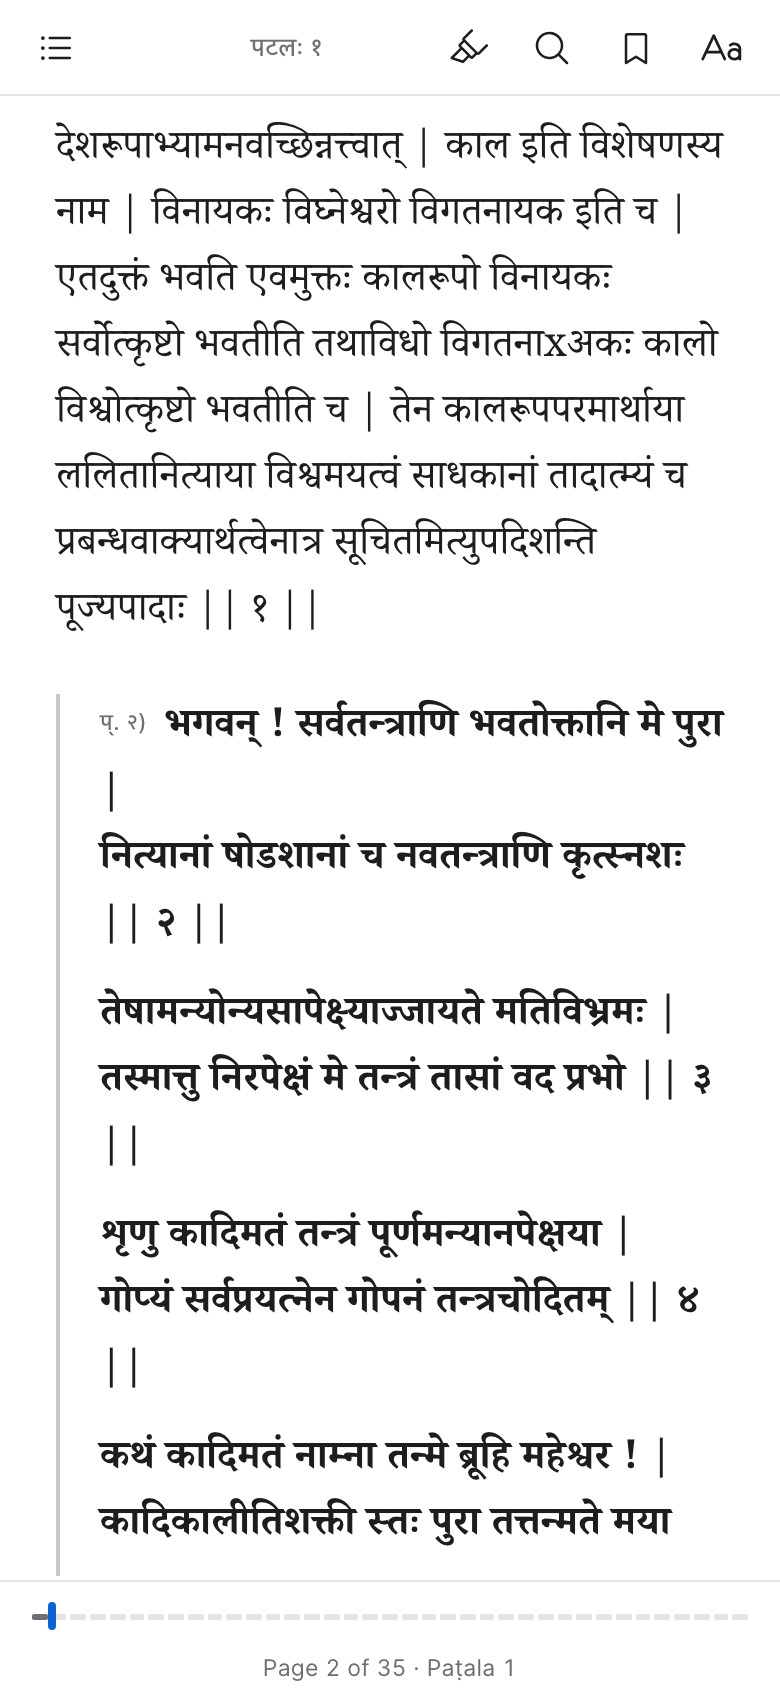 पटलः १
Aa
देशरूपाभ्यामनवच्छिन्नत्त्वात् | काल इति विशेषणस्य
नाम | विनायकः विघ्नेश्वरो विगतनायक इति च |
एतदुक्तं भवति एवमुक्तः कालरूपो विनायकः
सर्वोत्कृष्टो भवतीति तथाविधो विगतनाxअकः कालो
विश्वोत्कृष्टो भवतीति च | तेन कालरूपपरमार्थाया
ललितानित्याया विश्वमयत्वं साधकानां तादात्म्यं च
प्रबन्धवाक्यार्थत्वेनात्र सूचितमित्युपदिशन्ति
पूज्यपादाः || १ ||
प्. २) भगवन् ! सर्वतन्त्राणि भवतोक्तानि मे पुरा
|
नित्यानां षोडशानां च नवतन्त्राणि कृत्स्नशः
|| २ ||
तेषामन्योन्यसापेक्ष्याज्जायते मतिविभ्रमः |
तस्मात्तु निरपेक्षं मे तन्त्रं तासां वद प्रभो || ३
||
शृणु कादिमतं तन्त्रं पूर्णमन्यानपेक्षया |
गोप्यं सर्वप्रयत्नेन गोपनं तन्त्रचोदितम् || ४
||
कथं कादिमतं नाम्ना तन्मे ब्रूहि महेश्वर ! |
कादिकालीतिशक्ती स्तः पुरा तत्तन्मते मया
Page 2 of 35 · Paṭala 1